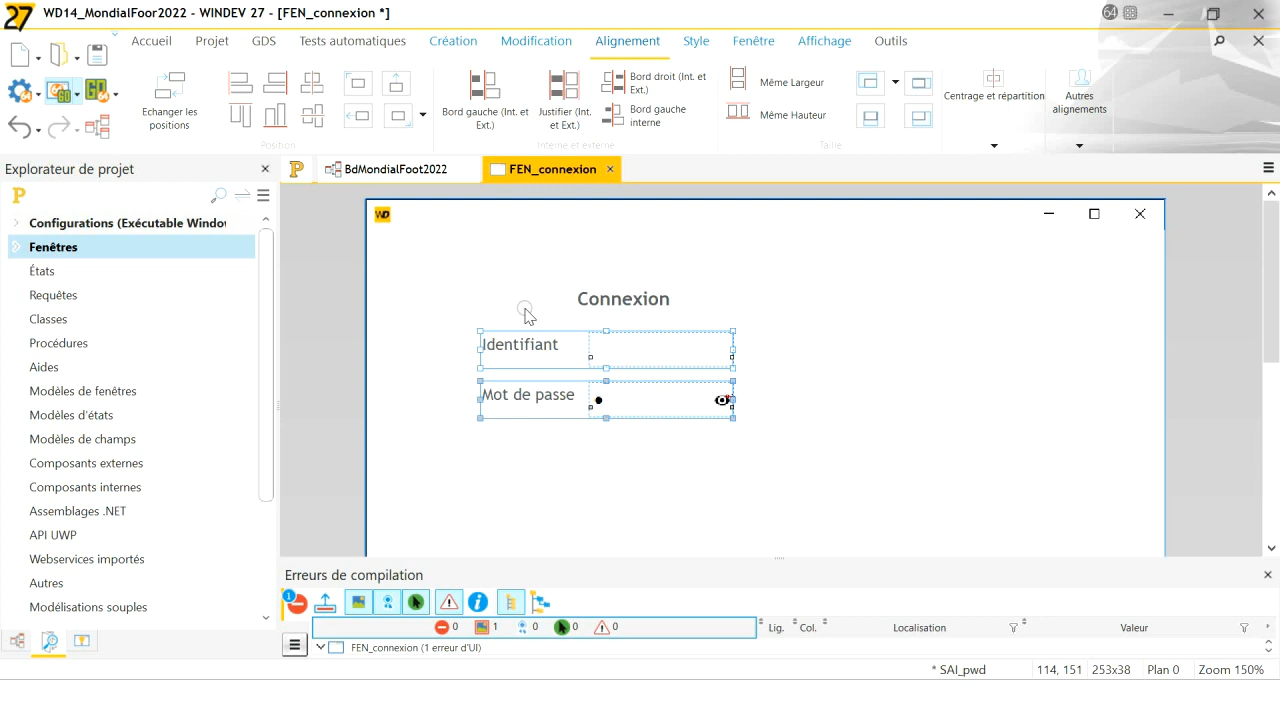 27 WD14_MondialFoor2022 - WINDEV 27 - [FEN_connexion *] 64
Accueil Projet GDS Tests automatiques Création Modification Alignement Style Fenêtre Affichage Outils
Echanger les positions
Bord gauche (Int. et Ext.)
Justifier (Int. et Ext.)
Bord droit (Int. et Ext.)
Bord gauche interne
Même Largeur
Même Hauteur
Centrage et répartition
Autres alignements
Position Interne et externe Taille
Explorateur de projet
BdMondialFoot2022 FEN_connexion
Configurations (Exécutable Windov
Fenêtres
États
Requêtes
Classes
Procédures
Aides
Modèles de fenêtres
Modèles d'états
Modèles de champs
Composants externes
Composants internes
Assemblages .NET
API UWP
Webservices importés
Autres
Modélisations souples
WD
Connexion
Identifiant
Mot de passe
Erreurs de compilation
1
0 1 0 0 0 Lig. Col. Localisation Valeur
FEN_connexion (1 erreur d'UI)
* SAI_pwd 114, 151 253x38 Plan 0 Zoom 150%